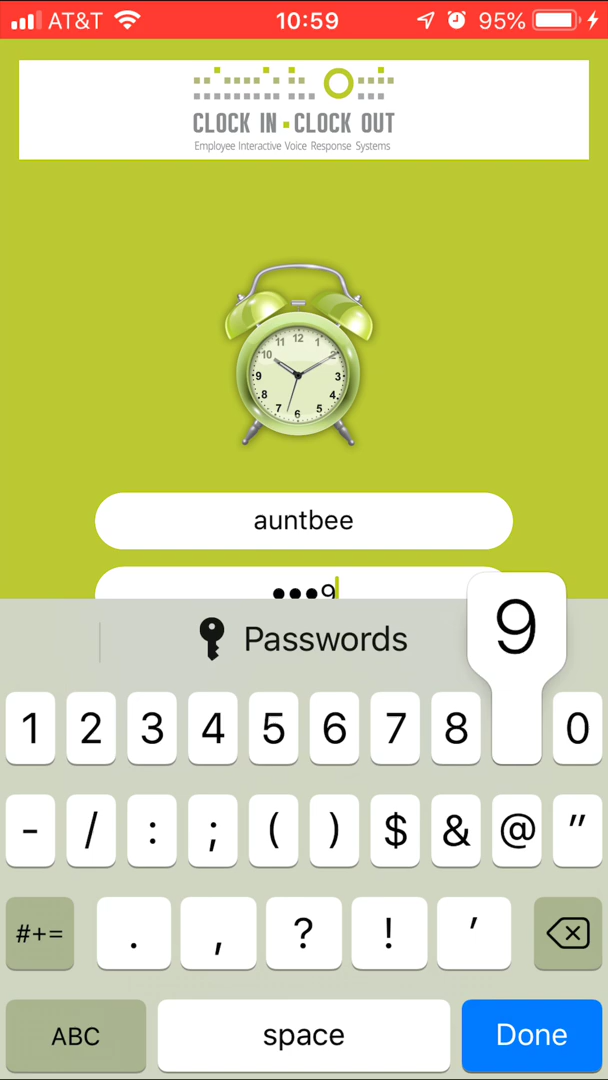 AT&T 10:59 95%
CLOCK IN CLOCK OUT
Employee Interactive Voice Response Systems
12
11 1
10 2
9 3
8 4
7 5
6
auntbee
•••9
Passwords
9
1 2 3 4 5 6 7 8 0
- / : ; ( ) $ & @ "
#+= . , ? ! '
ABC space Done